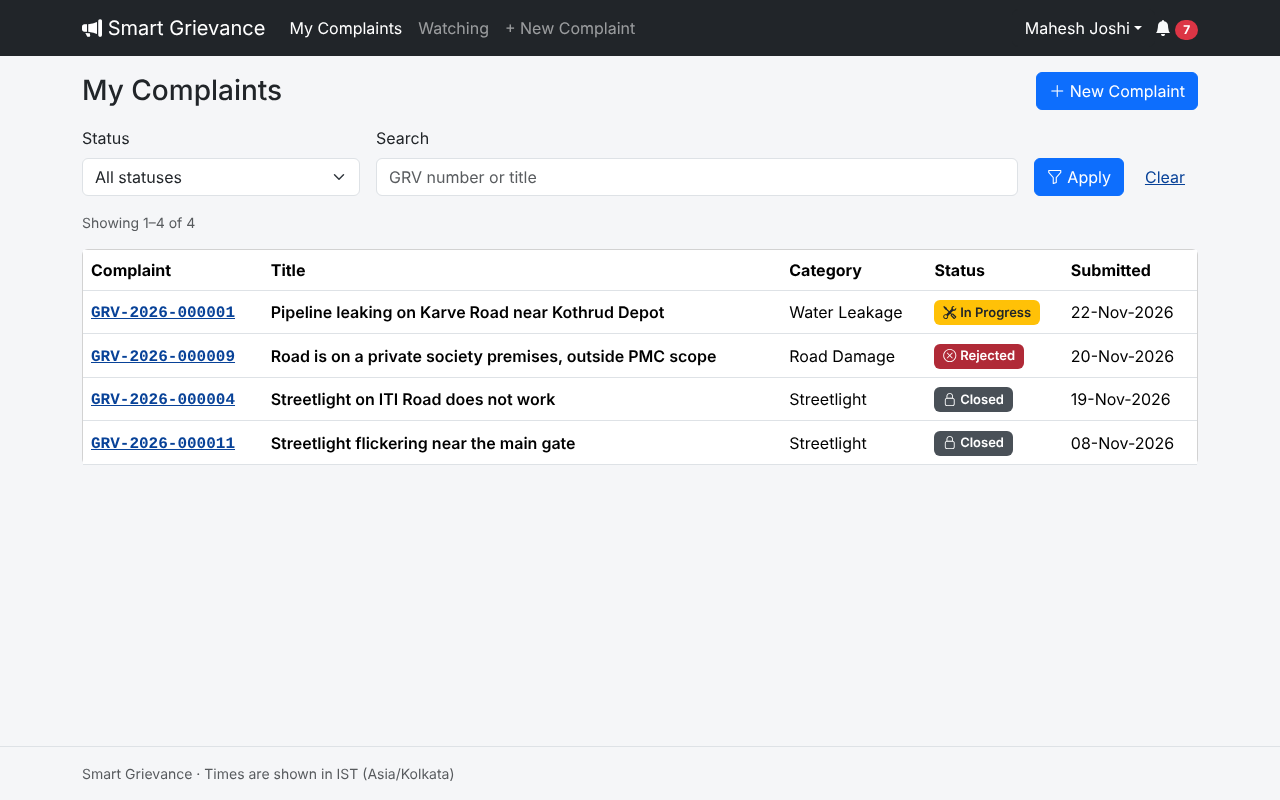 Smart Grievance My Complaints Watching + New Complaint Mahesh Joshi 7
My Complaints + New Complaint
Status Search
All statuses GRV number or title Apply Clear
Showing 1–4 of 4
Complaint Title Category Status Submitted
GRV-2026-000001 Pipeline leaking on Karve Road near Kothrud Depot Water Leakage In Progress 22-Nov-2026
GRV-2026-000009 Road is on a private society premises, outside PMC scope Road Damage Rejected 20-Nov-2026
GRV-2026-000004 Streetlight on ITI Road does not work Streetlight Closed 19-Nov-2026
GRV-2026-000011 Streetlight flickering near the main gate Streetlight Closed 08-Nov-2026
Smart Grievance · Times are shown in IST (Asia/Kolkata)